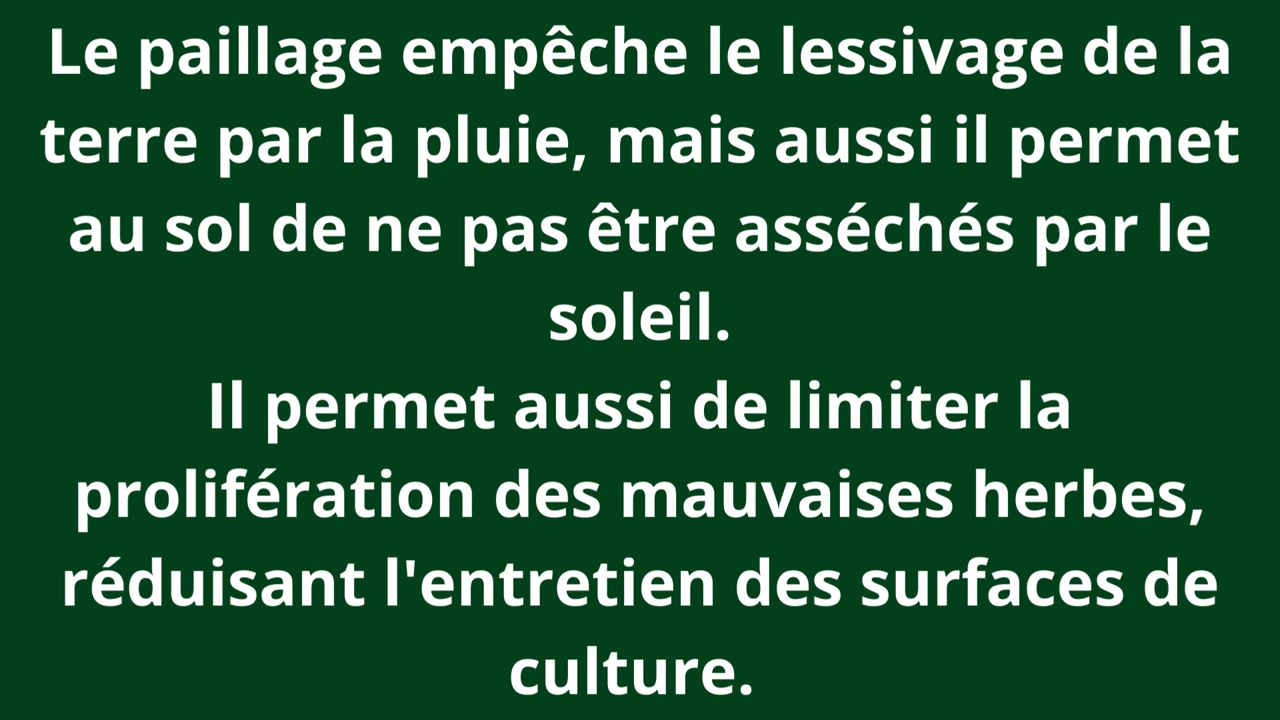 Le paillage empêche le lessivage de la
terre par la pluie, mais aussi il permet
au sol de ne pas être asséchés par le
soleil.
Il permet aussi de limiter la
prolifération des mauvaises herbes,
réduisant l'entretien des surfaces de
culture.